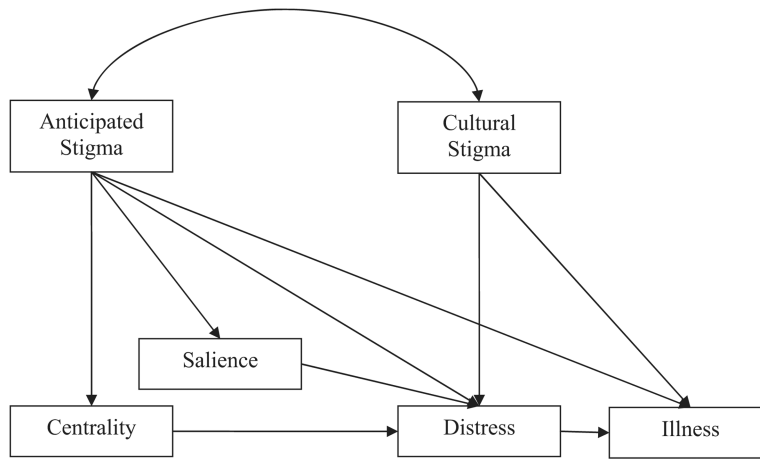 Anticipated
Stigma
Cultural
Stigma
Salience
Centrality
Distress
Illness